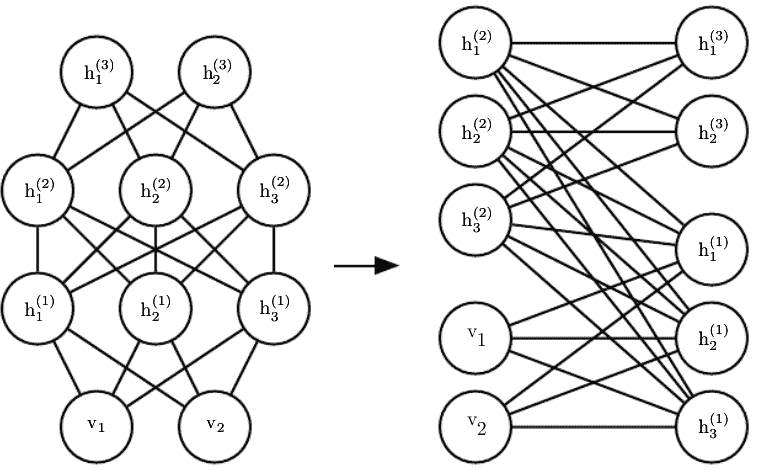 h₁⁽³⁾ h₂⁽³⁾
h₁⁽²⁾ h₂⁽²⁾ h₃⁽²⁾
h₁⁽¹⁾ h₂⁽¹⁾ h₃⁽¹⁾
v₁ v₂
h₁⁽²⁾ h₁⁽³⁾
h₂⁽²⁾ h₂⁽³⁾
h₃⁽²⁾
h₁⁽¹⁾
v₁ h₂⁽¹⁾
v₂ h₃⁽¹⁾